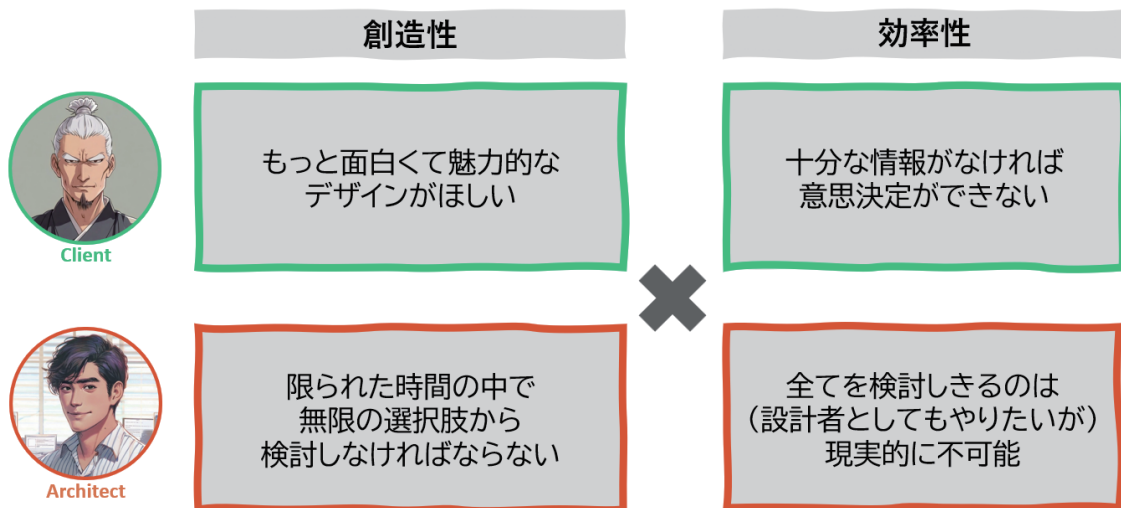 創造性
効率性
もっと面白くて魅力的な
デザインがほしい
十分な情報がなければ
意思決定ができない
Client
限られた時間の中で
無限の選択肢から
検討しなければならない
全てを検討しきるのは
(設計者としてもやりたいが)
現実的に不可能
Architect